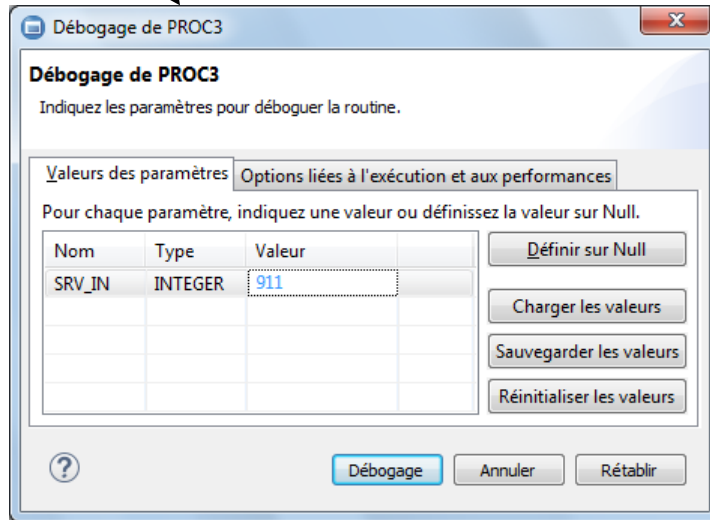 Débogage de PROC3
Débogage de PROC3
Indiquez les paramètres pour déboguer la routine.
Valeurs des paramètres Options liées à l'exécution et aux performances
Pour chaque paramètre, indiquez une valeur ou définissez la valeur sur Null.
Nom Type Valeur Définir sur Null
SRV_IN INTEGER 911
Charger les valeurs
Sauvegarder les valeurs
Réinitialiser les valeurs
? Débogage Annuler Rétablir